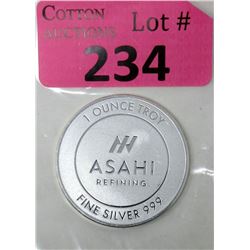 COTTON
AUCTIONS
Lot #
234
1 OUNCE TROY
ASAHI
REFINING
FINE SILVER 999